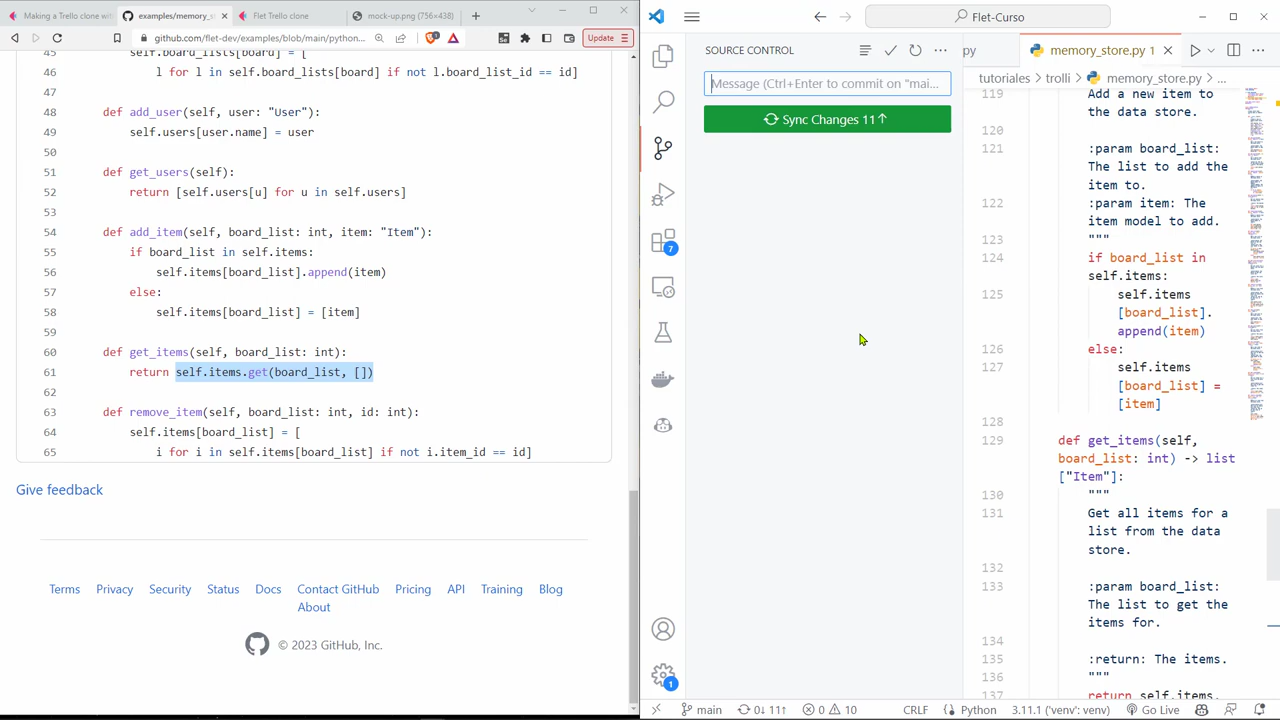 Making a Trello clone with
examples/memory_s
Flet Trello clone
mock-up.png (756×438)
github.com/flet-dev/examples/blob/main/python...
Update
45 self.board_lists[board] = [
46 l for l in self.board_lists[board] if not l.board_list_id == id]
47
48 def add_user(self, user: "User"):
49 self.users[user.name] = user
50
51 def get_users(self):
52 return [self.users[u] for u in self.users]
53
54 def add_item(self, board_list: int, item: "Item"):
55 if board_list in self.items:
56 self.items[board_list].append(item)
57 else:
58 self.items[board_list] = [item]
59
60 def get_items(self, board_list: int):
61 return self.items.get(board_list, [])
62
63 def remove_item(self, board_list: int, id: int):
64 self.items[board_list] = [
65 i for i in self.items[board_list] if not i.item_id == id]
Give feedback
Terms Privacy Security Status Docs Contact GitHub Pricing API Training Blog
About
© 2023 GitHub, Inc.
Flet-Curso
SOURCE CONTROL
Message (Ctrl+Enter to commit on "mai...
Sync Changes 11↑
7
1
py
memory_store.py 1
tutoriales > trolli > memory_store.py > ...
119 Add a new item to
the data store.
120
121 :param board_list:
The list to add the
item to.
122 :param item: The
item model to add.
123 """
124 if board_list in
self.items:
125 self.items
[board_list].
append(item)
126 else:
127 self.items
[board_list] =
[item]
128
129 def get_items(self,
board_list: int) -> list
["Item"]:
130 """
131 Get all items for a
list from the data
store.
132
133 :param board_list:
The list to get the
items for.
134
135 :return: The items.
136 """
137 return self.items.
main 0↓ 11↑ 0 10 CRLF Python 3.11.1 ('venv': venv) Go Live